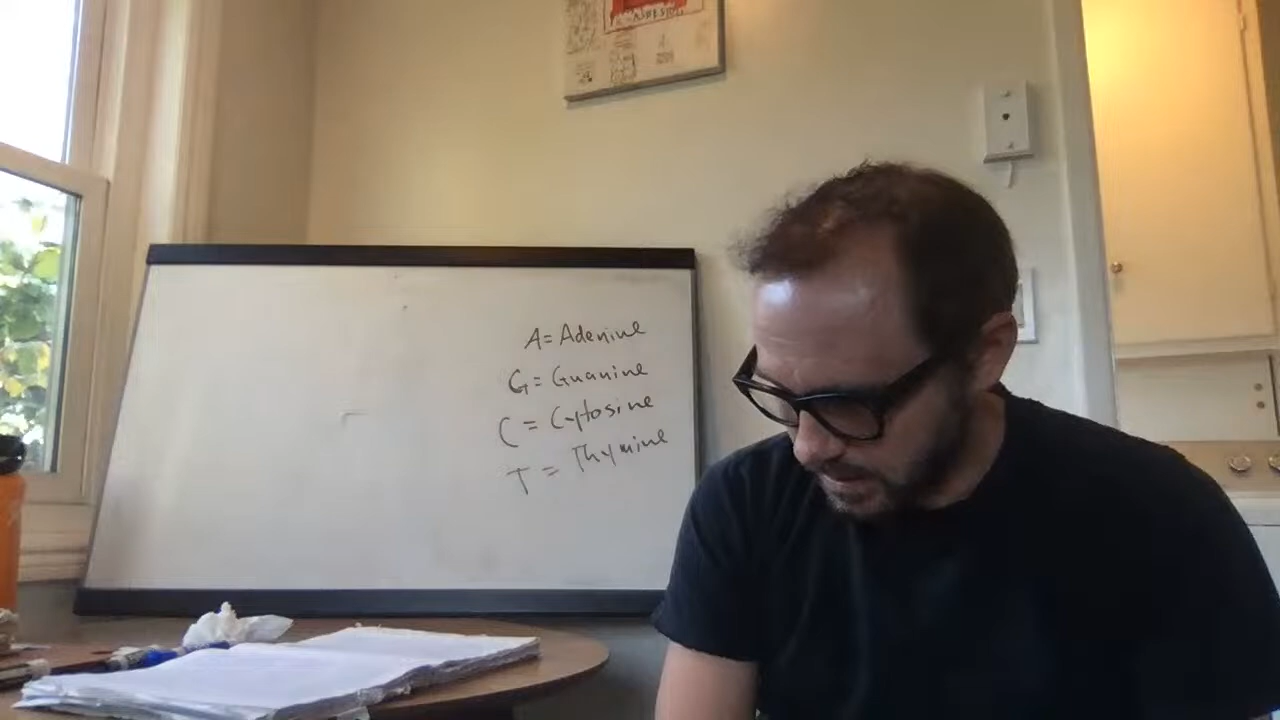 A = Adenine
G = Guanine
C = Cytosine
T = Thymine